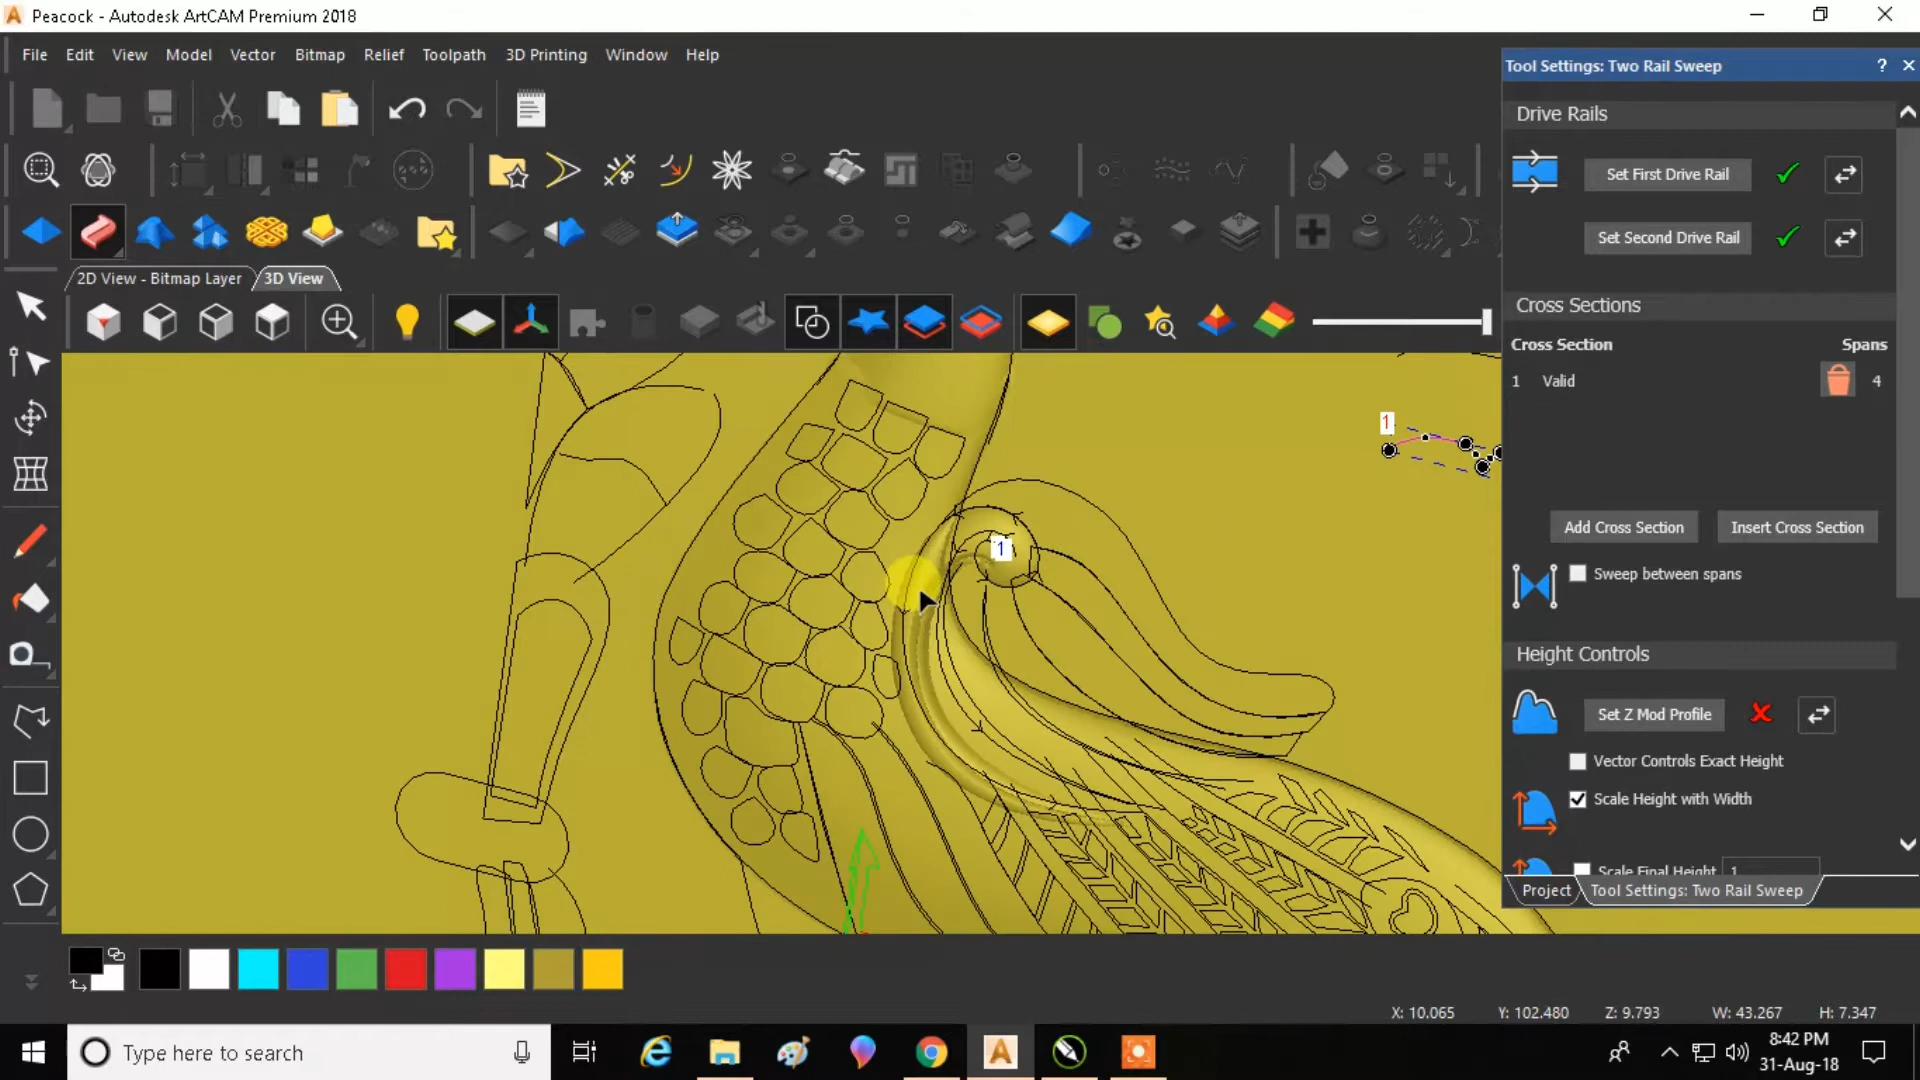 Peacock - Autodesk ArtCAM Premium 2018
File Edit View Model Vector Bitmap Relief Toolpath 3D Printing Window Help
Tool Settings: Two Rail Sweep
Drive Rails
Set First Drive Rail
Set Second Drive Rail
2D View - Bitmap Layer 3D View
Cross Sections
Cross Section Spans
1 Valid 4
1
1
Add Cross Section Insert Cross Section
Sweep between spans
Height Controls
Set Z Mod Profile
Vector Controls Exact Height
Scale Height with Width
Scale Final Height 1
Project Tool Settings: Two Rail Sweep
X: 10.065 Y: 102.480 Z: 9.793 W: 43.267 H: 7.347
Type here to search
8:42 PM
31-Aug-18